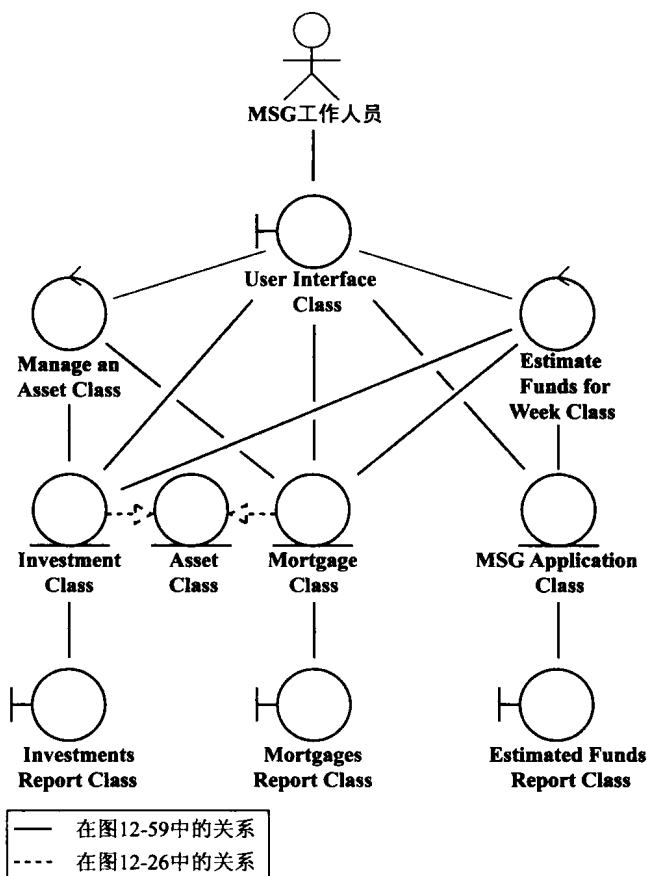 MSG工作人员
User Interface
Class
Manage an
Asset Class
Estimate
Funds for
Week Class
Investment
Class
Asset
Class
Mortgage
Class
MSG Application
Class
Investments
Report Class
Mortgages
Report Class
Estimated Funds
Report Class
在图12-59中的关系
在图12-26中的关系